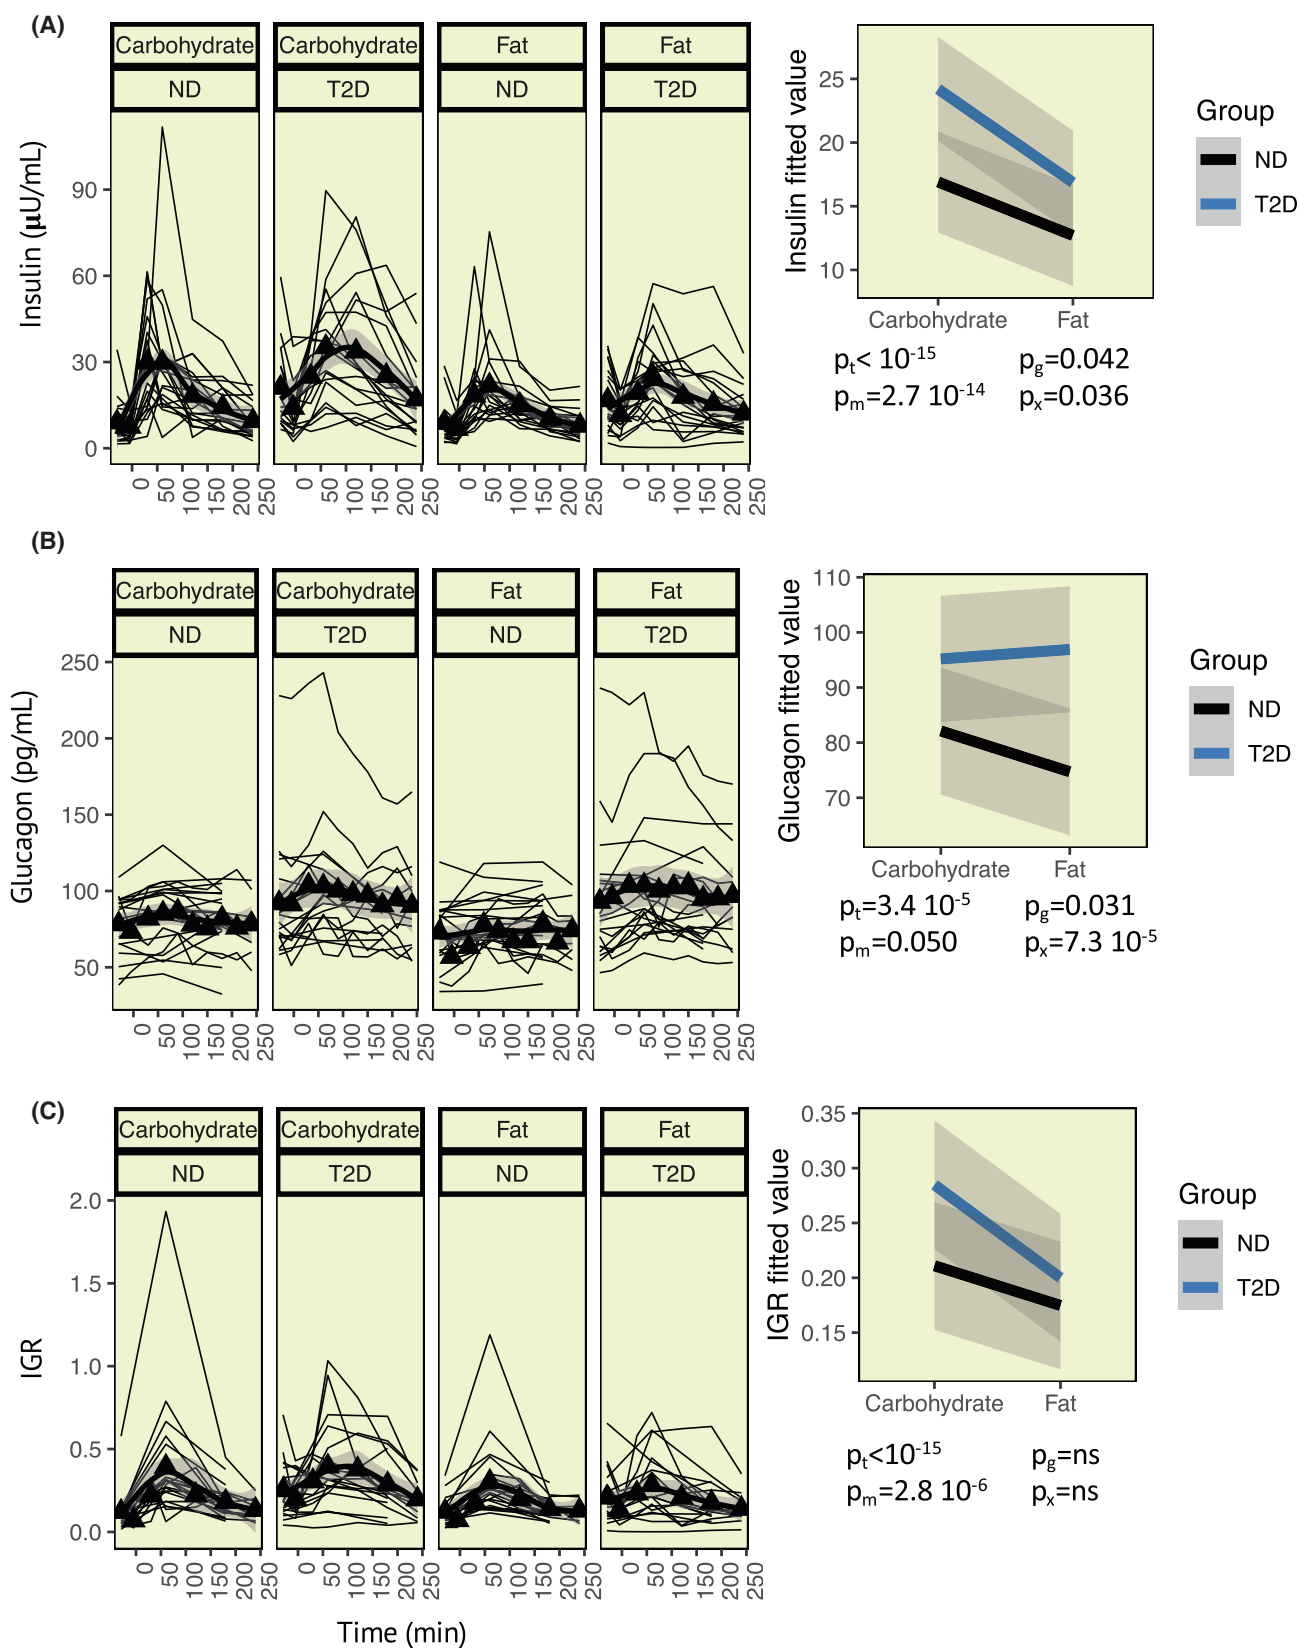 (A)
Carbohydrate Carbohydrate Fat Fat
ND T2D ND T2D
Insulin (μU/mL)
90
60
30
0
0 50 100 150 200 250 0 50 100 150 200 250 0 50 100 150 200 250 0 50 100 150 200 250
Insulin fitted value
25
20
15
10
Carbohydrate Fat
Group
ND
T2D
pt< 10-15 pg=0.042
pm=2.7 10-14 px=0.036
(B)
Carbohydrate Carbohydrate Fat Fat
ND T2D ND T2D
Glucagon (pg/mL)
250
200
150
100
50
0 50 100 150 200 250 0 50 100 150 200 250 0 50 100 150 200 250 0 50 100 150 200 250
Glucagon fitted value
110
100
90
80
70
Carbohydrate Fat
Group
ND
T2D
pt=3.4 10-5 pg=0.031
pm=0.050 px=7.3 10-5
(C)
Carbohydrate Carbohydrate Fat Fat
ND T2D ND T2D
IGR
2.0
1.5
1.0
0.5
0.0
0 50 100 150 200 250 0 50 100 150 200 250 0 50 100 150 200 250 0 50 100 150 200 250
Time (min)
IGR fitted value
0.35
0.30
0.25
0.20
0.15
Carbohydrate Fat
Group
ND
T2D
pt<10-15 pg=ns
pm=2.8 10-6 px=ns